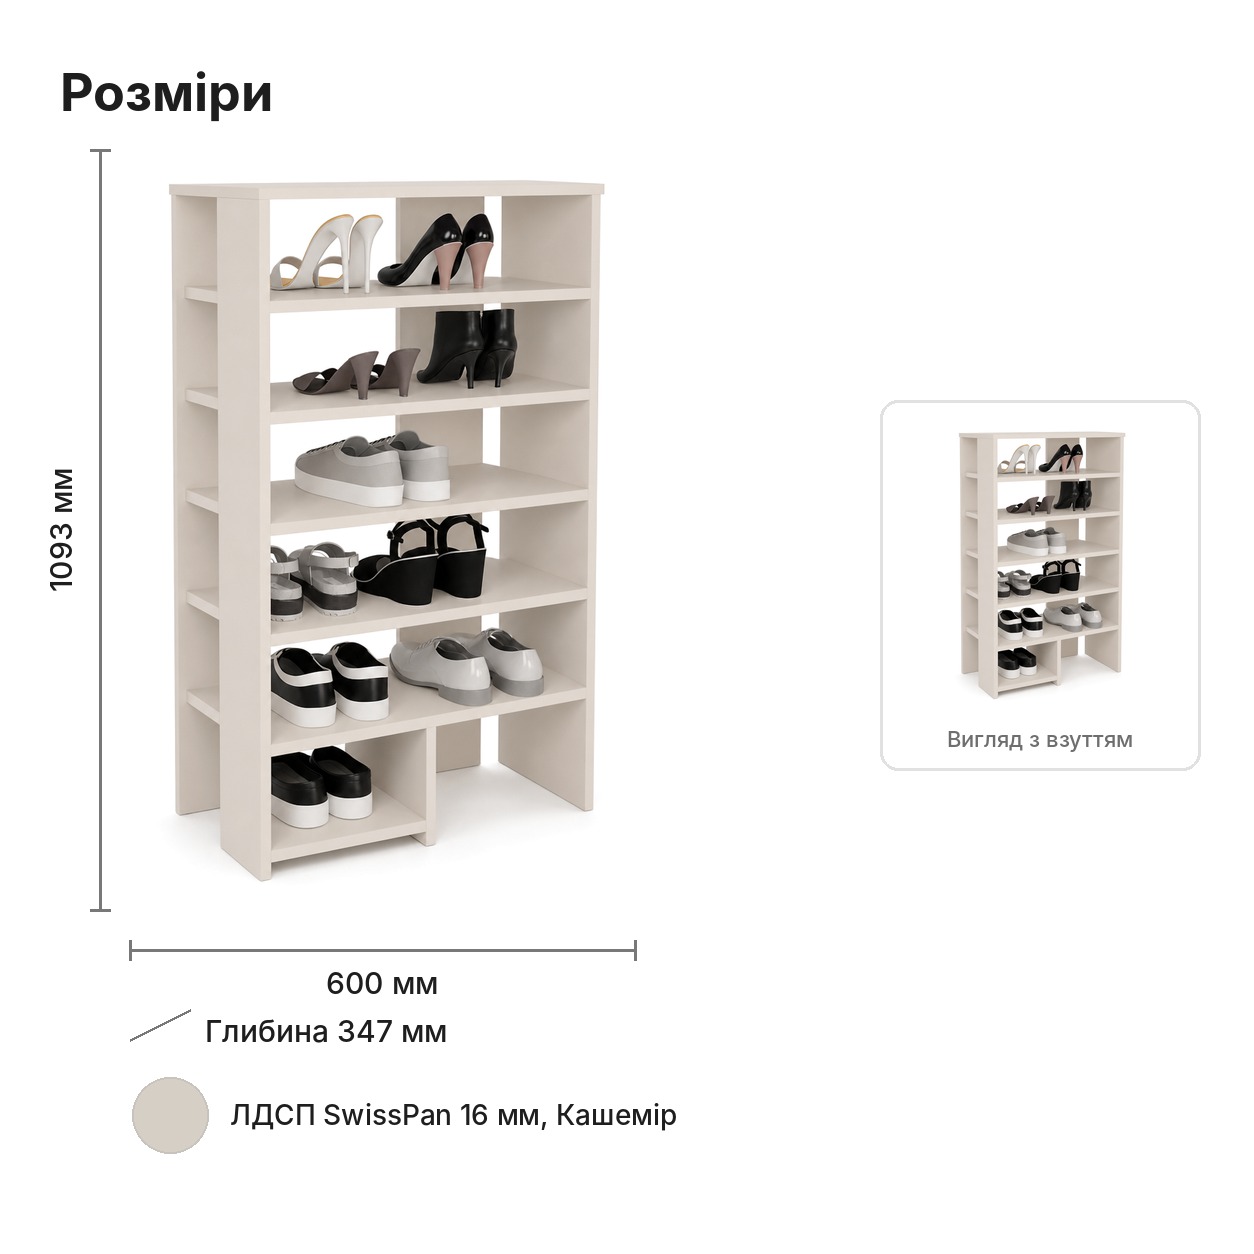 Розміри
1093 мм
Вигляд з взуттям
600 мм
Глибина 347 мм
ЛДСП SwissPan 16 мм, Кашемір